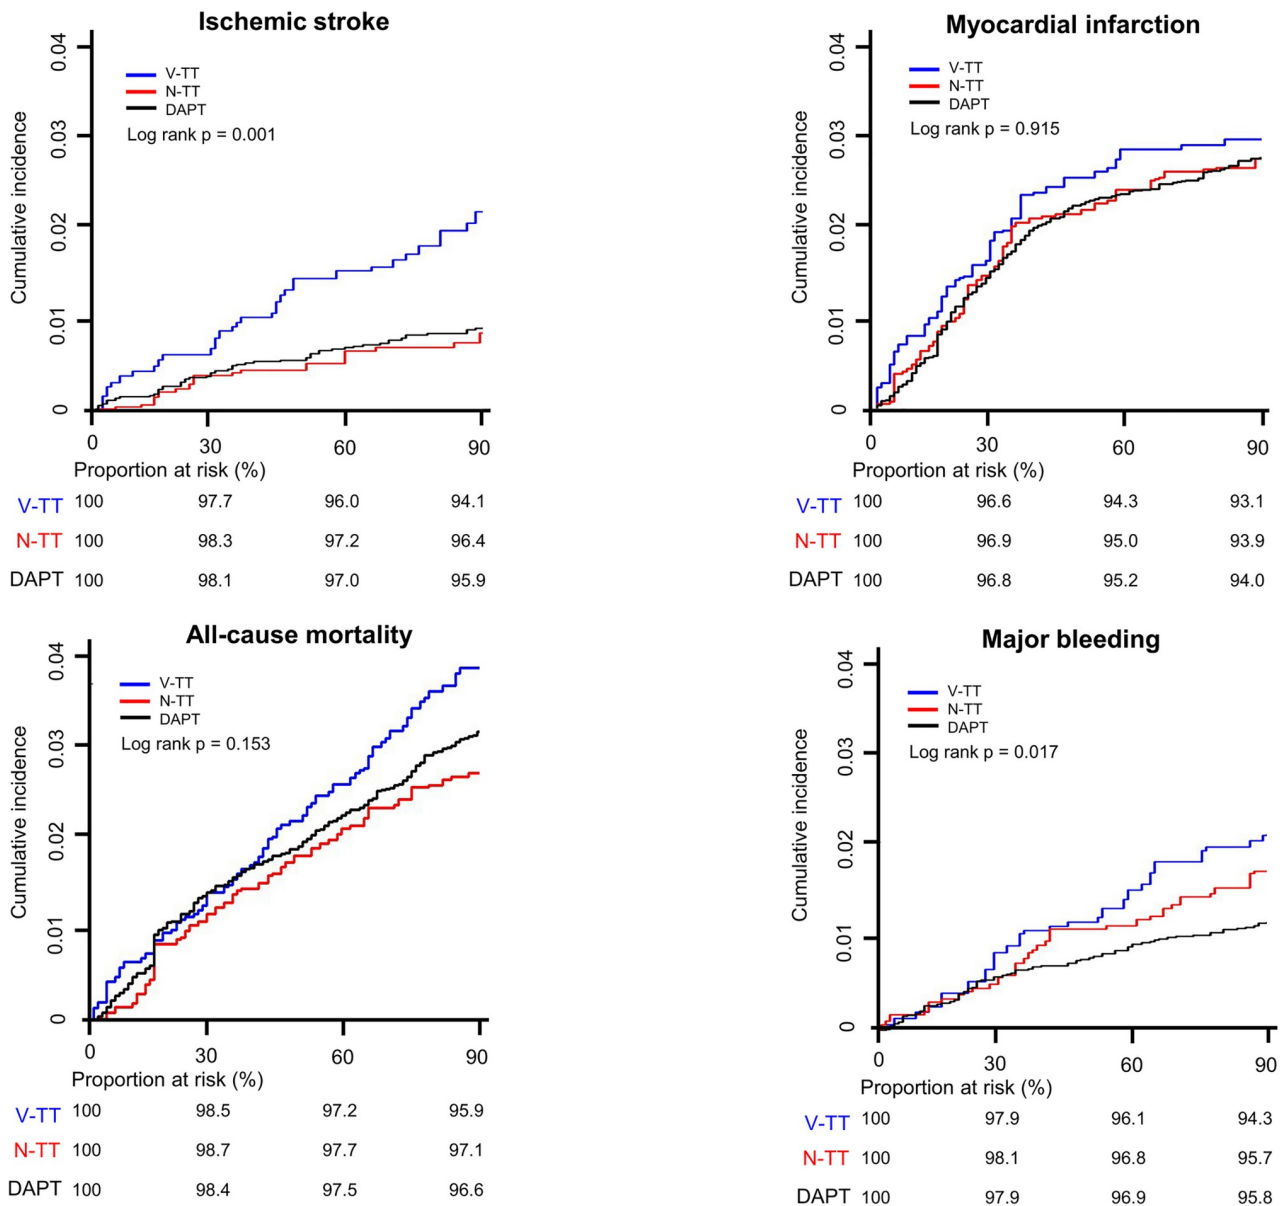 Ischemic stroke
Cumulative incidence
0.04
0.03
0.02
0.01
0
V-TT
N-TT
DAPT
Log rank p = 0.001
0 30 60 90
Proportion at risk (%)
V-TT 100 97.7 96.0 94.1
N-TT 100 98.3 97.2 96.4
DAPT 100 98.1 97.0 95.9
Myocardial infarction
Cumulative incidence
0.04
0.03
0.02
0.01
0
V-TT
N-TT
DAPT
Log rank p = 0.915
0 30 60 90
Proportion at risk (%)
V-TT 100 96.6 94.3 93.1
N-TT 100 96.9 95.0 93.9
DAPT 100 96.8 95.2 94.0
All-cause mortality
Cumulative incidence
0.04
0.03
0.02
0.01
0
V-TT
N-TT
DAPT
Log rank p = 0.153
0 30 60 90
Proportion at risk (%)
V-TT 100 98.5 97.2 95.9
N-TT 100 98.7 97.7 97.1
DAPT 100 98.4 97.5 96.6
Major bleeding
Cumulative incidence
0.04
0.03
0.02
0.01
0
V-TT
N-TT
DAPT
Log rank p = 0.017
0 30 60 90
Proportion at risk (%)
V-TT 100 97.9 96.1 94.3
N-TT 100 98.1 96.8 95.7
DAPT 100 97.9 96.9 95.8